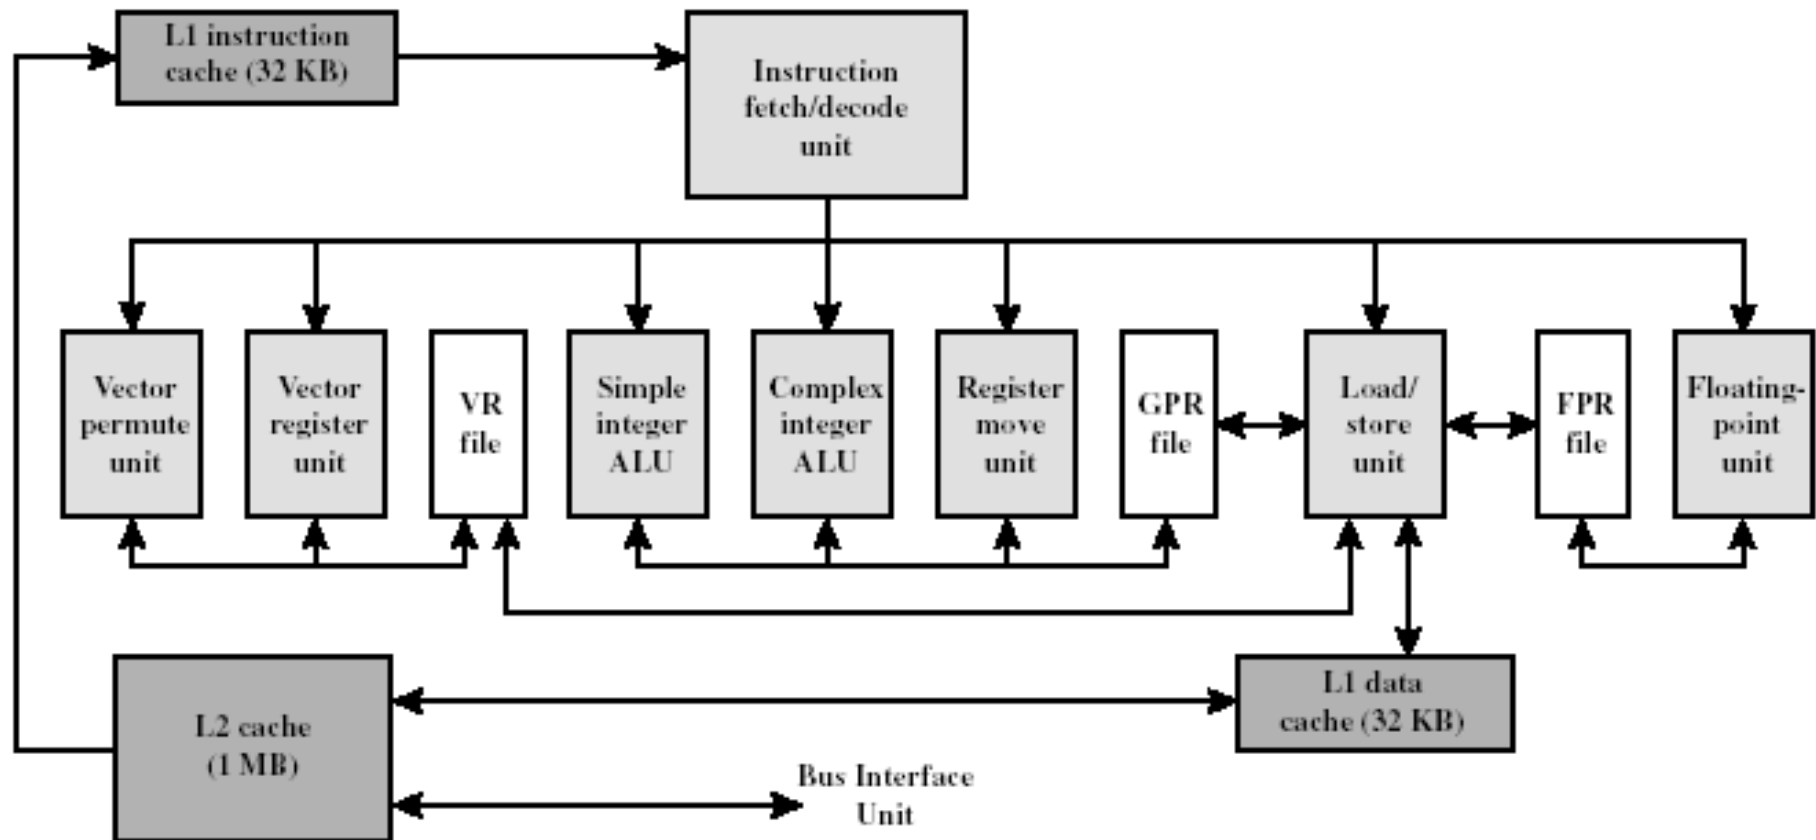 L1 instruction
cache (32 KB)
Instruction
fetch/decode
unit
Vector
permute
unit
Vector
register
unit
VR
file
Simple
integer
ALU
Complex
integer
ALU
Register
move
unit
GPR
file
Load/
store
unit
FPR
file
Floating-
point
unit
L2 cache
(1 MB)
L1 data
cache (32 KB)
Bus Interface
Unit